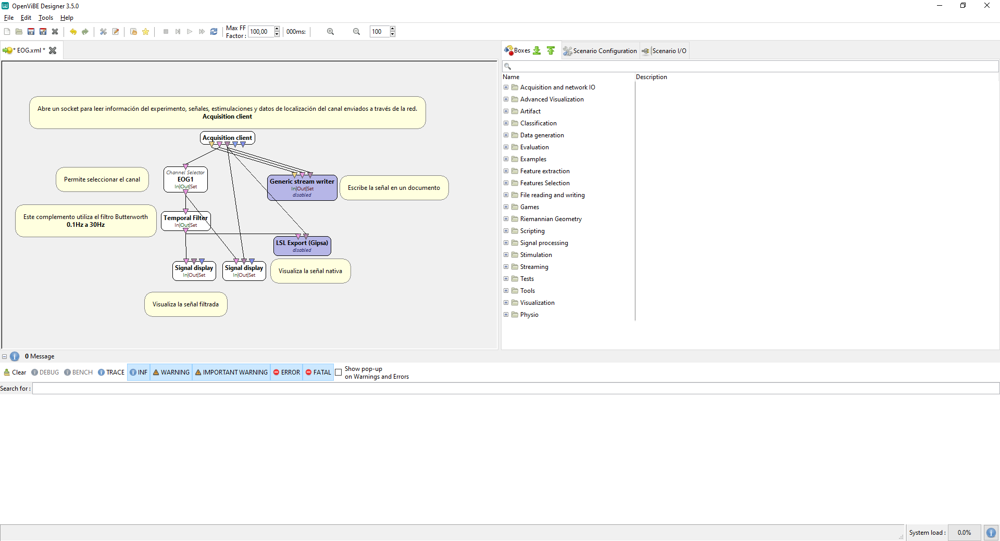 OpenViBE Designer 3.5.0
File Edit Tools Help
Max FF
Factor : 100,00 000ms: 100
* EOG.xml *
Boxes Scenario Configuration Scenario I/O
Name Description
Acquisition and network IO
Advanced Visualization
Artifact
Classification
Data generation
Evaluation
Examples
Feature extraction
Features Selection
File reading and writing
Games
Riemannian Geometry
Scripting
Signal processing
Stimulation
Streaming
Tests
Tools
Visualization
Physio
Abre un socket para leer información del experimento, señales, estimulaciones y datos de localización del canal enviados a través de la red.
Acquisition client
Acquisition client
Permite seleccionar el canal
Channel Selector
EOG1
In|Out|Set
Generic stream writer
In|Out|Set
disabled
Escribe la señal en un documento
Este complemento utiliza el filtro Butterworth
0.1Hz a 30Hz
Temporal Filter
In|Out|Set
LSL Export (Gipsa)
disabled
Signal display
In|Out|Set
Signal display
In|Out|Set
Visualiza la señal nativa
Visualiza la señal filtrada
0 Message
Clear DEBUG BENCH TRACE INF WARNING IMPORTANT WARNING ERROR FATAL
Show pop-up
on Warnings and Errors
Search for :
System load : 0.0%